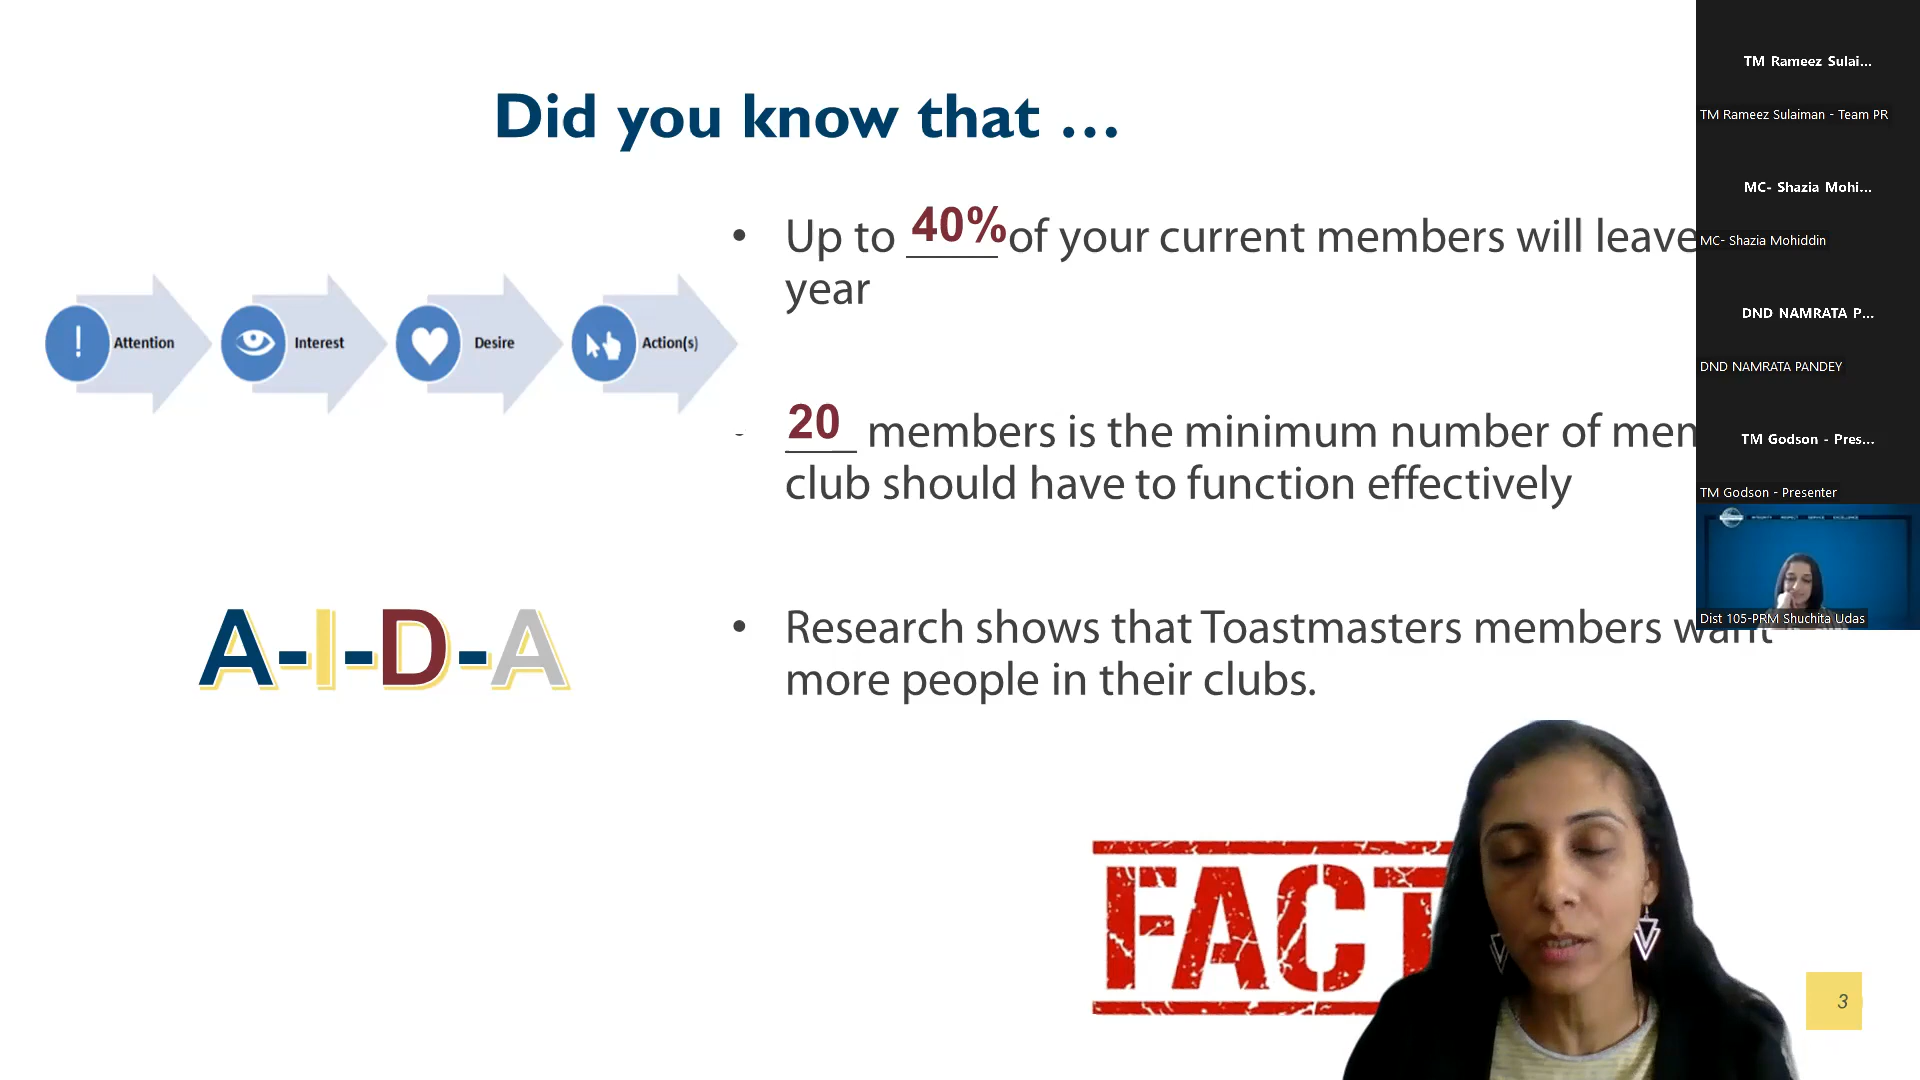 Did you know that ...
• Up to 40% of your current members will leave
year
Attention
Interest
Desire
Action(s)
20 members is the minimum number of
club should have to function effectively
A-I-D-A
• Research shows that Toastmasters members want
more people in their clubs.
FACT
3
TM Rameez Sulai...
TM Rameez Sulaiman - Team PR
MC- Shazia Mohi...
MC- Shazia Mohiddin
DND NAMRATA P...
DND NAMRATA PANDEY
TM Godson - Pres...
TM Godson - Presenter
Dist 105-PRM Shuchita Udas